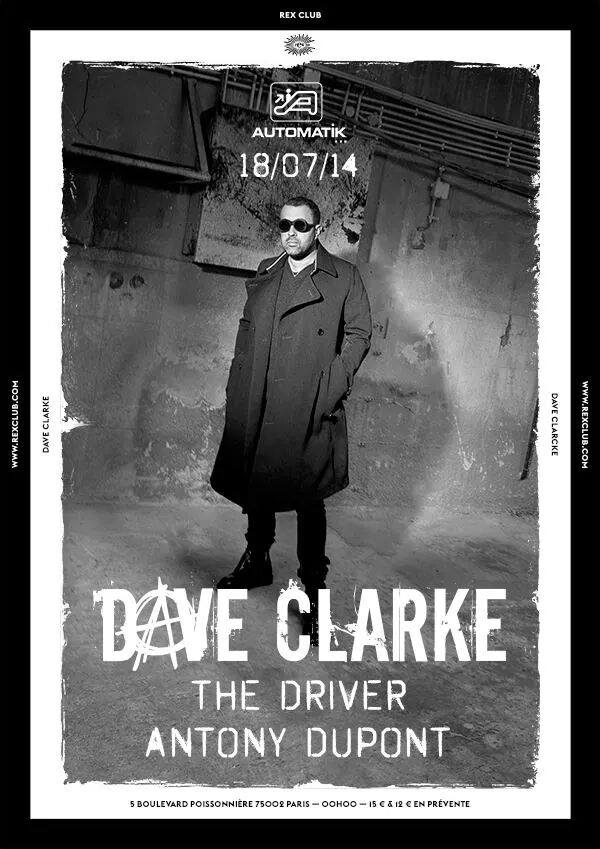 REX CLUB
AUTOMATIK
18/07/14
WWW.REXCLUB.COM
DAVE CLARKE
DAVE CLARCKE
WWW.REXCLUB.COM
DAVE CLARKE
THE DRIVER
ANTONY DUPONT
5 BOULEVARD POISSONNIÈRE 75002 PARIS — 00H00 — 15 € & 12 € EN PRÉVENTE